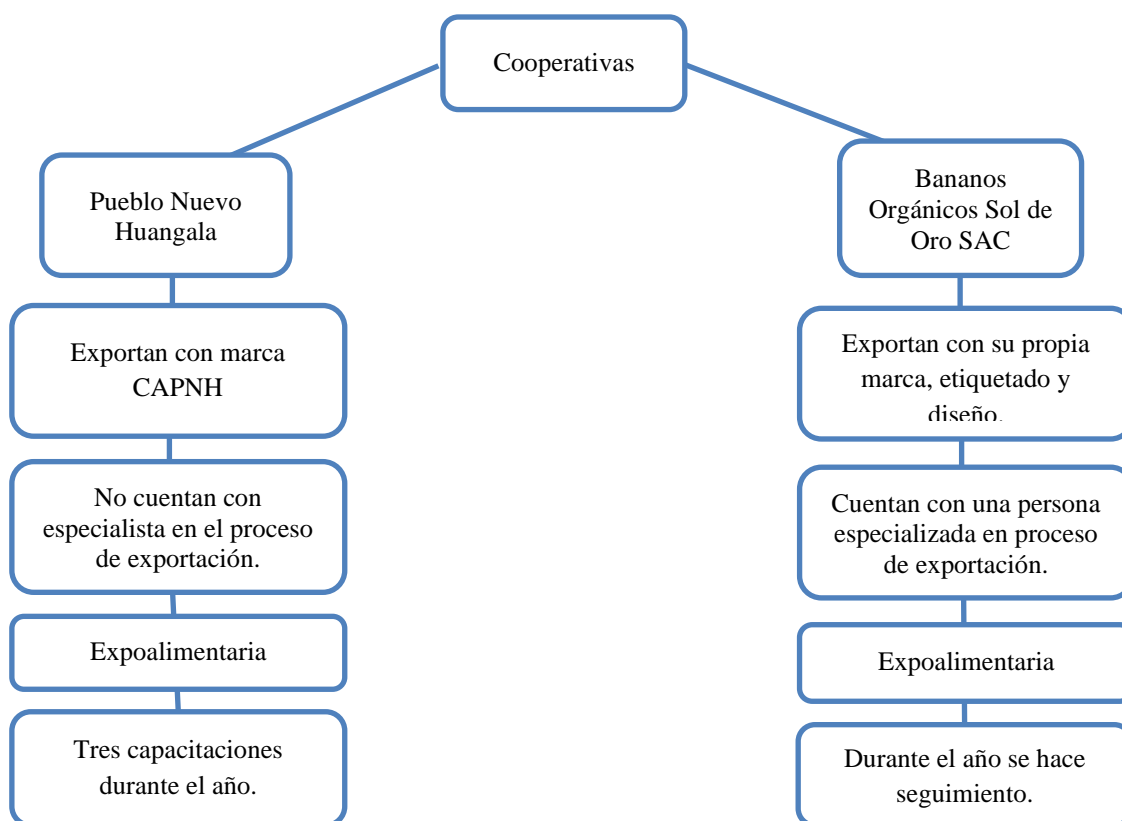 Cooperativas
Pueblo Nuevo
Huangala
Exportan con marca
CAPNH
No cuentan con
especialista en el proceso
de exportación.
Expoalimentaria
Tres capacitaciones
durante el año.
Bananos
Orgánicos Sol de
Oro SAC
Exportan con su propia
marca, etiquetado y
diseño.
Cuentan con una persona
especializada en proceso
de exportación.
Expoalimentaria
Durante el año se hace
seguimiento.